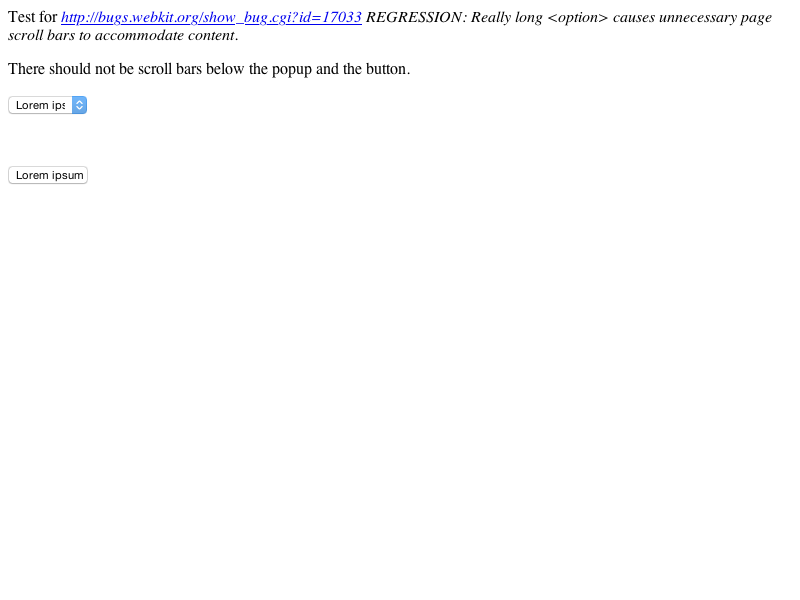 Test for http://bugs.webkit.org/show_bug.cgi?id=17033 REGRESSION: Really long <option> causes unnecessary page
scroll bars to accommodate content.
There should not be scroll bars below the popup and the button.
Lorem ips
Lorem ipsum